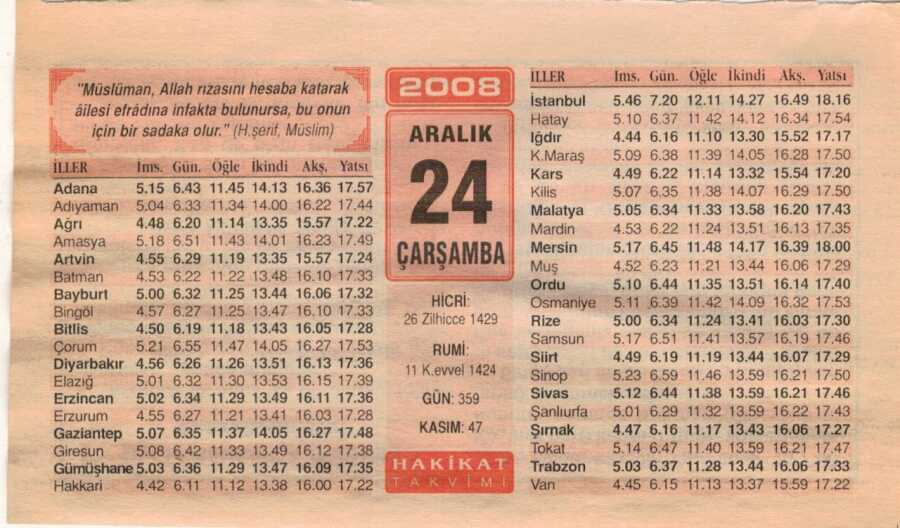 "Müslüman, Allah rızasını hesaba katarak
âilesi efrâdına infakta bulunursa, bu onun
için bir sadaka olur." (H.şerif, Müslim)
İLLER İms. Gün. Öğle İkindi Akş. Yatsı
Adana 5.15 6.43 11.45 14.13 16.36 17.57
Adıyaman 5.04 6.33 11.34 14.00 16.22 17.44
Ağrı 4.48 6.20 11.14 13.35 15.57 17.22
Amasya 5.18 6.51 11.43 14.01 16.23 17.49
Artvin 4.55 6.29 11.19 13.35 15.57 17.24
Batman 4.53 6.22 11.22 13.48 16.10 17.33
Bayburt 5.00 6.32 11.25 13.44 16.06 17.32
Bingöl 4.57 6.27 11.25 13.47 16.10 17.33
Bitlis 4.50 6.19 11.18 13.43 16.05 17.28
Çorum 5.21 6.55 11.47 14.05 16.27 17.53
Diyarbakır 4.56 6.26 11.26 13.51 16.13 17.36
Elazığ 5.01 6.32 11.30 13.53 16.15 17.39
Erzincan 5.02 6.34 11.29 13.49 16.11 17.36
Erzurum 4.55 6.27 11.21 13.41 16.03 17.28
Gaziantep 5.07 6.35 11.37 14.05 16.27 17.48
Giresun 5.08 6.42 11.33 13.49 16.12 17.38
Gümüşhane 5.03 6.36 11.29 13.47 16.09 17.35
Hakkari 4.42 6.11 11.12 13.38 16.00 17.22
2008
ARALIK
24
ÇARŞAMBA
HİCRİ:
26 Zilhicce 1429
RUMİ:
11 K.evvel 1424
GÜN: 359
KASIM: 47
HAKİKAT
TAKVİMİ
İLLER İms. Gün. Öğle İkindi Akş. Yatsı
İstanbul 5.46 7.20 12.11 14.27 16.49 18.16
Hatay 5.10 6.37 11.42 14.12 16.34 17.54
Iğdır 4.44 6.16 11.10 13.30 15.52 17.17
K.Maraş 5.09 6.38 11.39 14.05 16.28 17.50
Kars 4.49 6.22 11.14 13.32 15.54 17.20
Kilis 5.07 6.35 11.38 14.07 16.29 17.50
Malatya 5.05 6.34 11.33 13.58 16.20 17.43
Mardin 4.53 6.22 11.24 13.51 16.13 17.35
Mersin 5.17 6.45 11.48 14.17 16.39 18.00
Muş 4.52 6.23 11.21 13.44 16.06 17.29
Ordu 5.10 6.44 11.35 13.51 16.14 17.40
Osmaniye 5.11 6.39 11.42 14.09 16.32 17.53
Rize 5.00 6.34 11.24 13.41 16.03 17.30
Samsun 5.17 6.51 11.41 13.57 16.19 17.46
Siirt 4.49 6.19 11.19 13.44 16.07 17.29
Sinop 5.23 6.59 11.46 13.59 16.21 17.50
Sivas 5.12 6.44 11.38 13.59 16.21 17.46
Şanlıurfa 5.01 6.29 11.32 13.59 16.22 17.43
Şırnak 4.47 6.16 11.17 13.43 16.06 17.27
Tokat 5.14 6.47 11.40 13.59 16.21 17.47
Trabzon 5.03 6.37 11.28 13.44 16.06 17.33
Van 4.45 6.15 11.13 13.37 15.59 17.22